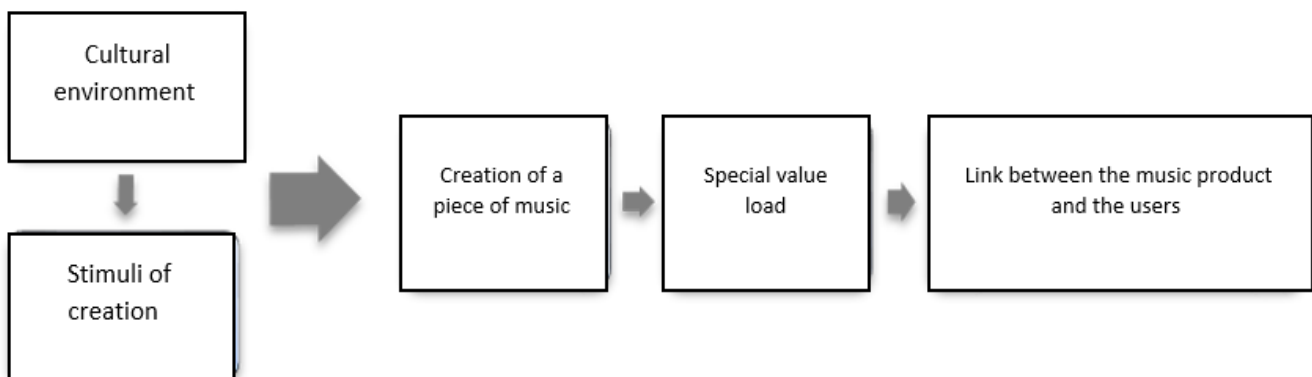 Cultural
environment
Stimuli of
creation
Creation of a
piece of music
Special value
load
Link between the music product
and the users